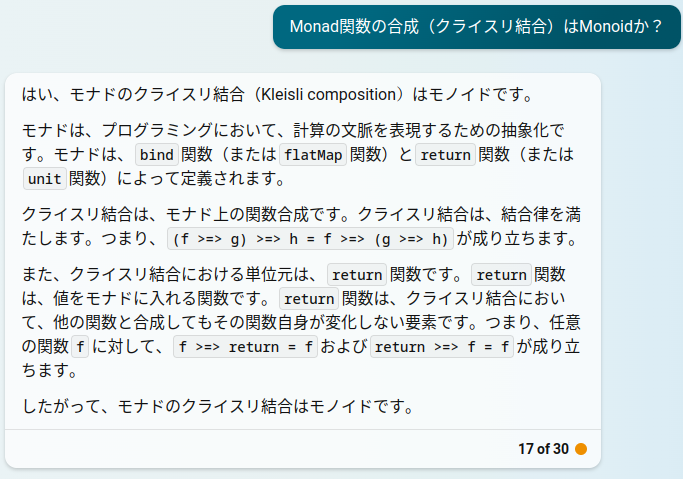 Monad関数の合成（クライスリ結合）はMonoidか？
はい、モナドのクライスリ結合（Kleisli composition）はモノイドです。
モナドは、プログラミングにおいて、計算の文脈を表現するための抽象化で
す。モナドは、 bind 関数（または flatMap 関数）と return 関数（または
unit 関数）によって定義されます。
クライスリ結合は、モナド上の関数合成です。クライスリ結合は、結合律を満
たします。つまり、 (f >=> g) >=> h = f >=> (g >=> h) が成り立ちます。
また、クライスリ結合における単位元は、 return 関数です。 return 関数
は、値をモナドに入れる関数です。 return 関数は、クライスリ結合におい
て、他の関数と合成してもその関数自身が変化しない要素です。つまり、任意
の関数 f に対して、 f >=> return = f および return >=> f = f が成り立
ちます。
したがって、モナドのクライスリ結合はモノイドです。
17 of 30